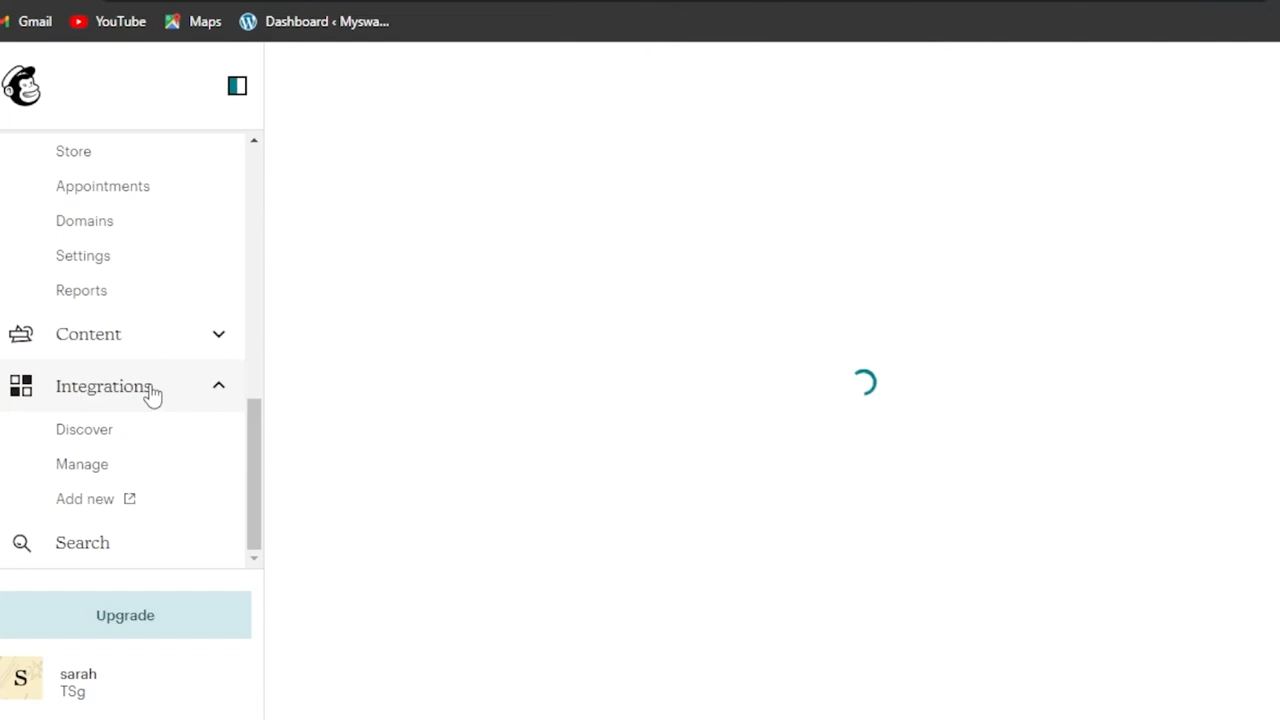 Gmail YouTube Maps Dashboard ‹ Myswa...
Store
Appointments
Domains
Settings
Reports
Content
Integrations
Discover
Manage
Add new
Search
Upgrade
S sarah
TSg